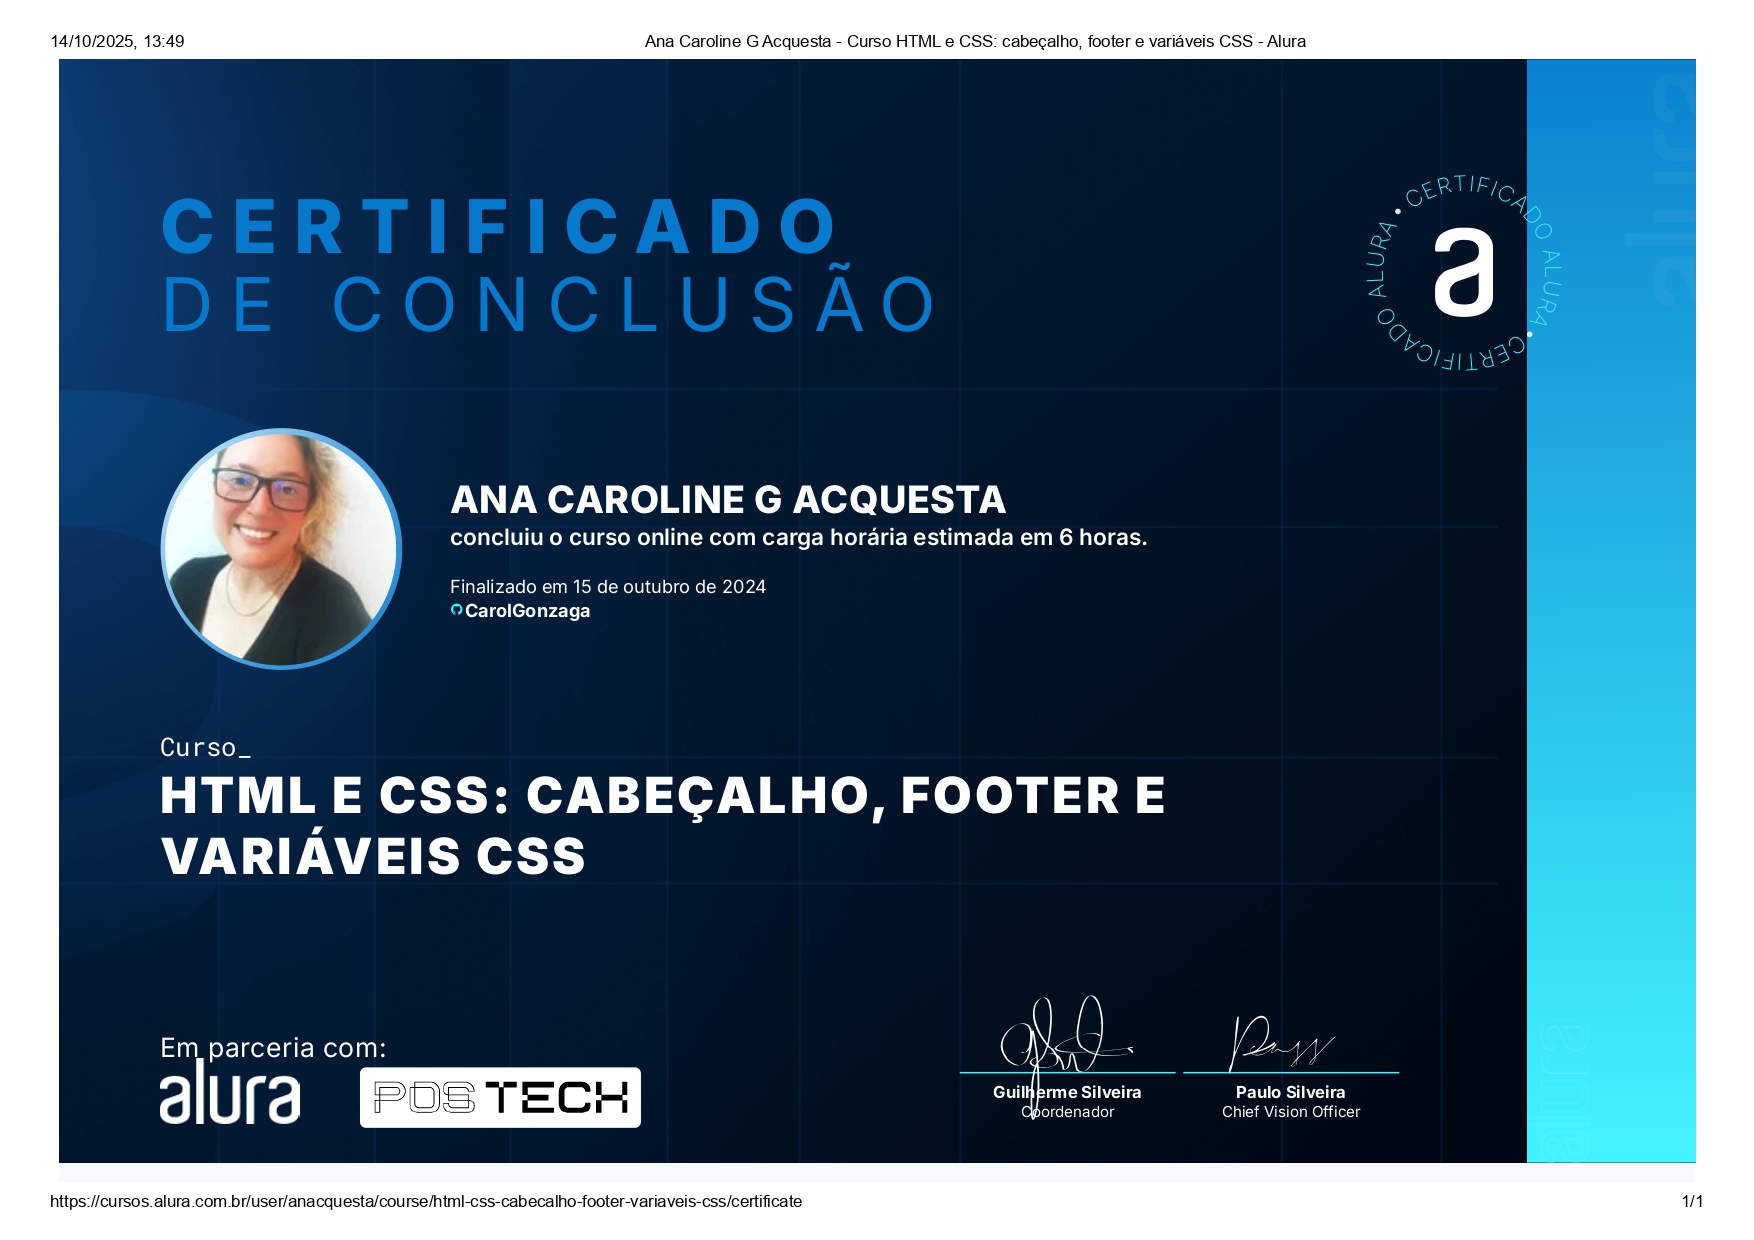 14/10/2025, 13:49
Ana Caroline G Acquesta - Curso HTML e CSS: cabeçalho, footer e variáveis CSS - Alura
CERTIFICADO
DE CONCLUSÃO
CERTIFICADO ALURA • CERTIFICADO ALURA •
a
alura
ANA CAROLINE G ACQUESTA
concluiu o curso online com carga horária estimada em 6 horas.
Finalizado em 15 de outubro de 2024
CarolGonzaga
Curso_
HTML E CSS: CABEÇALHO, FOOTER E
VARIÁVEIS CSS
Em parceria com:
alura
POS TECH
Guilherme Silveira
Coordenador
Paulo Silveira
Chief Vision Officer
alura
https://cursos.alura.com.br/user/anacquesta/course/html-css-cabecalho-footer-variaveis-css/certificate
1/1